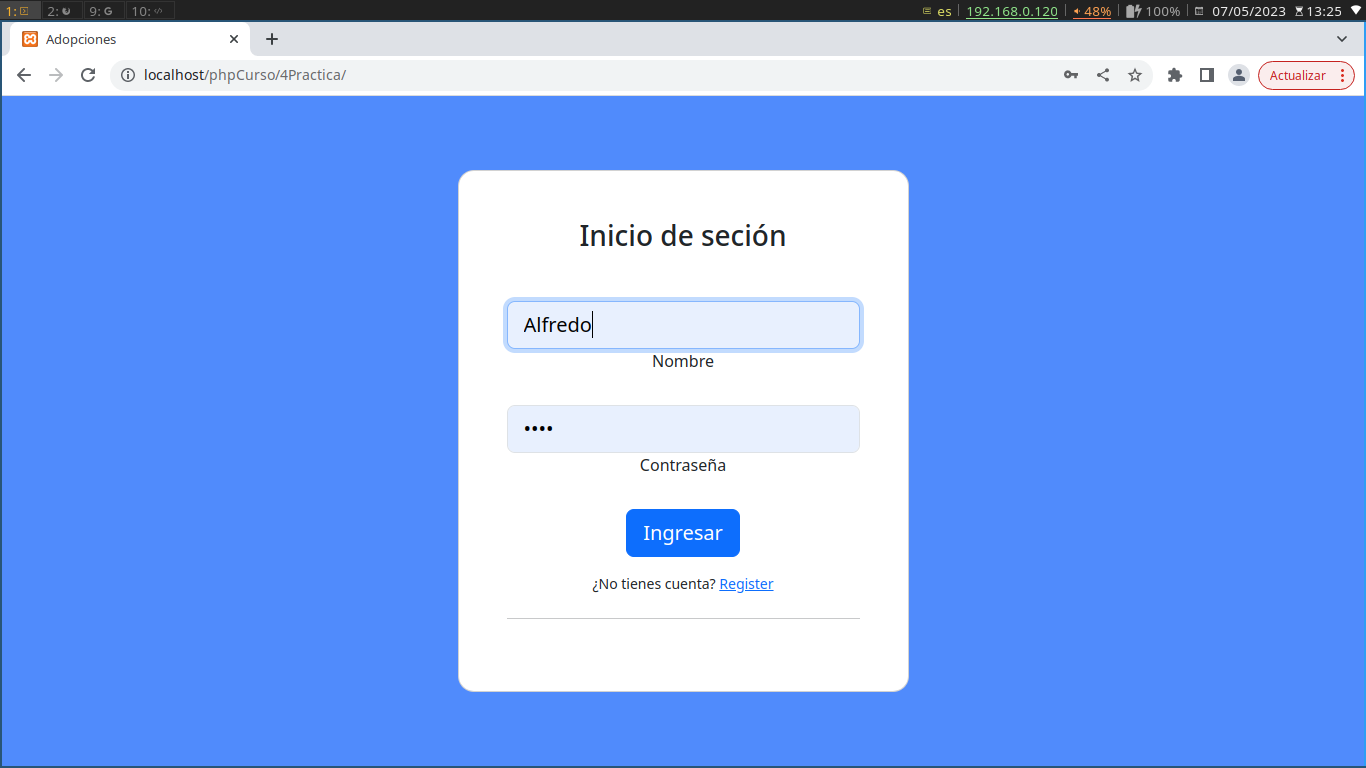 1: 2: 9: 10: es 192.168.0.120 48% 100% 07/05/2023 13:25
Adopciones
localhost/phpCurso/4Practica/ Actualizar
Inicio de seción
Alfredo
Nombre
••••
Contraseña
Ingresar
¿No tienes cuenta? Register